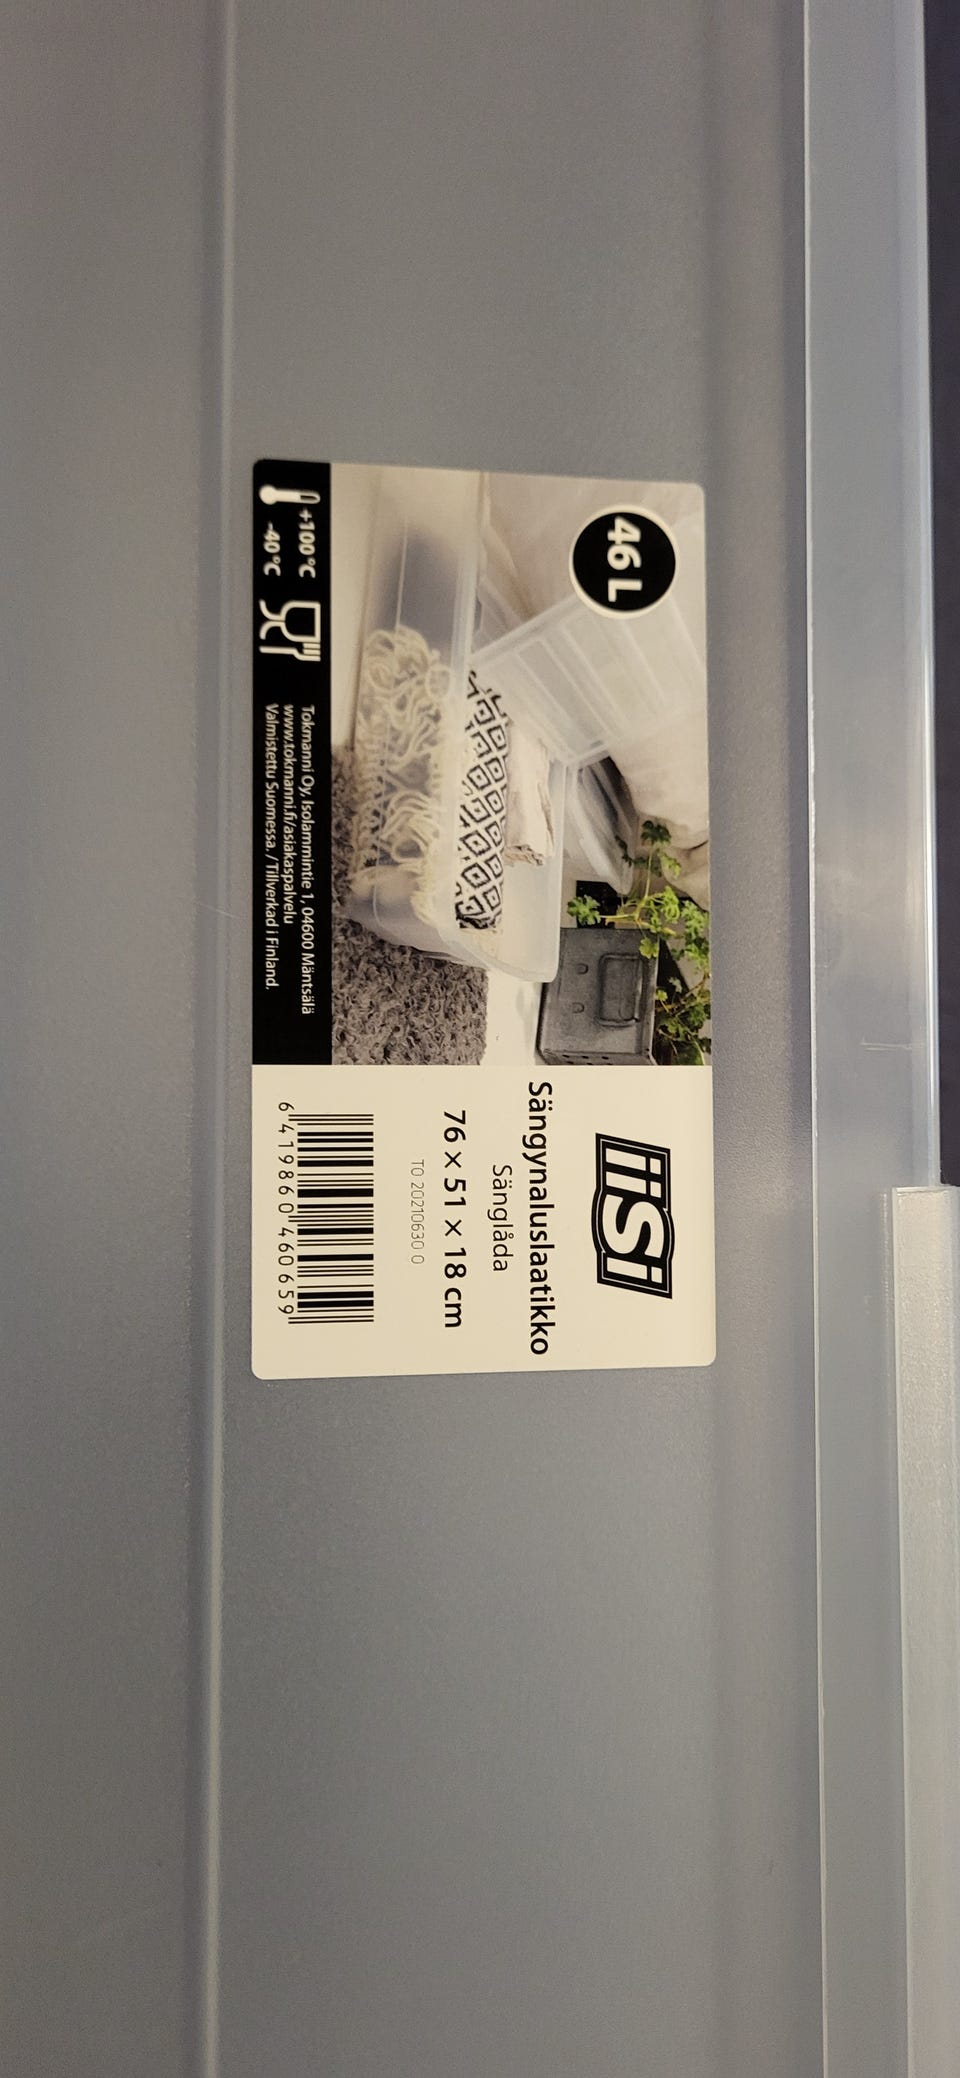 46 L
iiSi
Sängynaluslaatikko
Sänglåda
76 × 51 × 18 cm
TO 20210630 0
6 419860 460659
+100 °C
-40 °C
Tokmanni Oy, Isolammintie 1, 04600 Mäntsälä
www.tokmanni.fi/asiakaspalvelu
Valmistettu Suomessa. / Tillverkad i Finland.